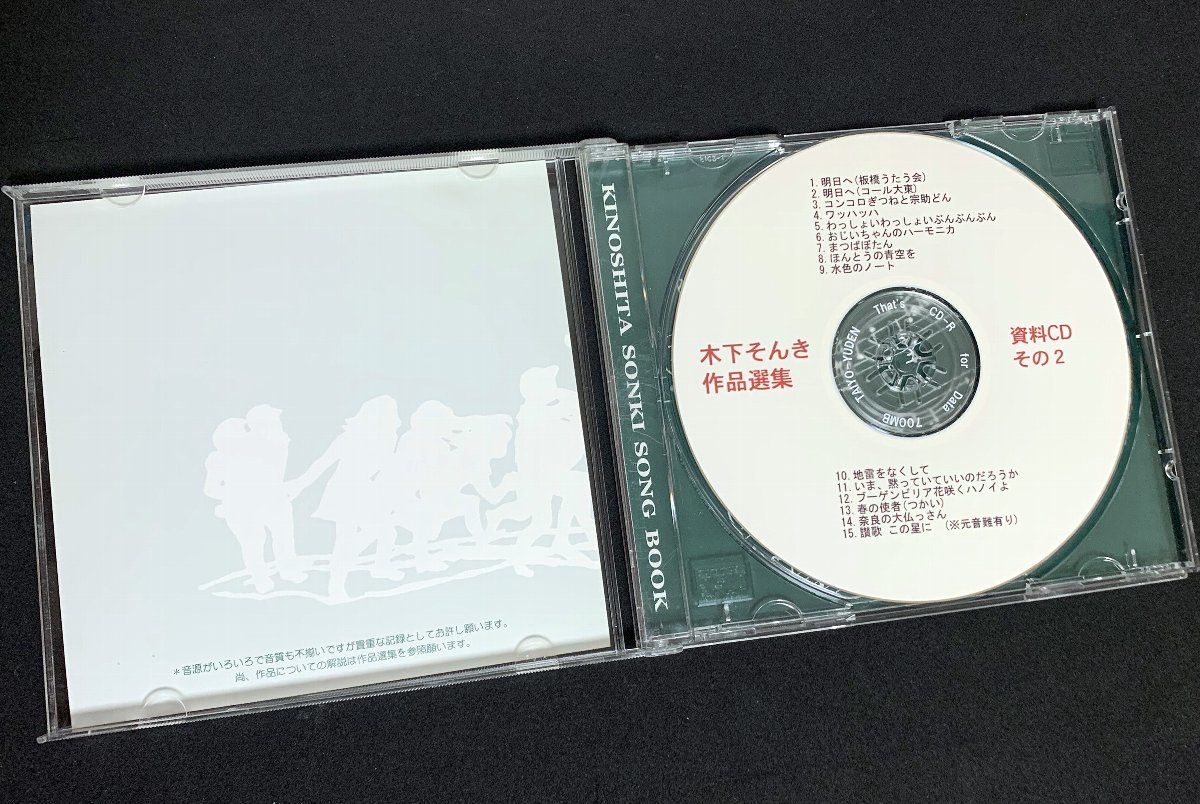 *音源がいろいろで音質も不揃いですが貴重な記録としてお許し願います。
尚、作品についての解説は作品選集を参照願います。
KINOSHITA SONKI SONG BOOK
1. 明日へ(板橋うたう会)
2. 明日へ(コール大東)
3. コンコロぎつねと宗助どん
4. ワッハッハ
5. わっしょいわっしょいぶんぶんぶん
6. おじいちゃんのハーモニカ
7. まつばぼたん
8. ほんとうの青空を
9. 水色のノート
木下そんき
作品選集
資料CD
その2
TAIYO-YUDEN That's CD-R for Data 700MB
10. 地雷をなくして
11. いま、黙っていていいのだろうか
12. ブーゲンビリア花咲くハノイよ
13. 春の使者(つかい)
14. 奈良の大仏っさん
15. 讃歌 この星に (※元音難有り)